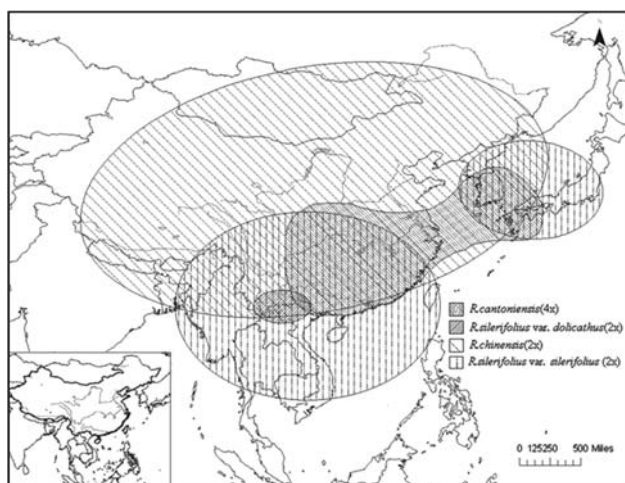 R.cantoniensis(4x)
R.silerifolius var. dolicathus(2x)
R.chinensis(2x)
R.silerifolius var. silerifolius (2x)
0 125250 500 Miles